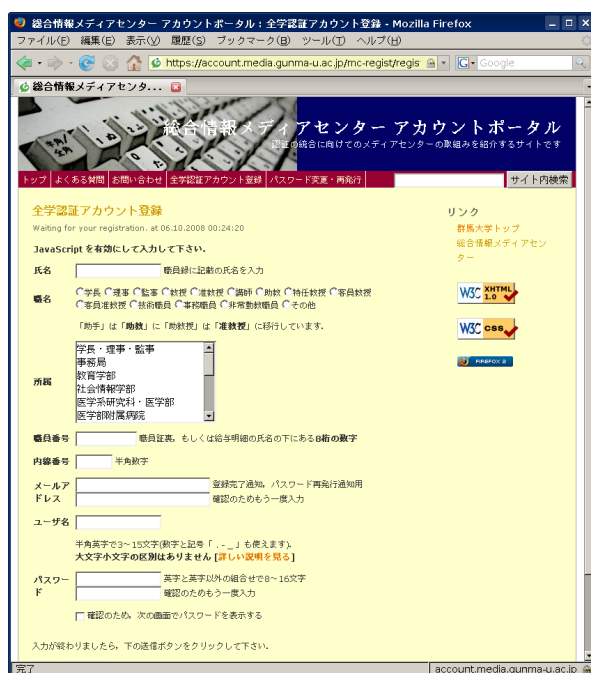 総合情報メディアセンター アカウントポータル : 全学認証アカウント登録 - Mozilla Firefox
ファイル(F) 編集(E) 表示(V) 履歴(S) ブックマーク(B) ツール(T) ヘルプ(H)
https://account.media.gunma-u.ac.jp/mc-regist/regis
G Google
総合情報メディアセンタ...
総合情報メディアセンター アカウントポータル
認証の統合に向けてのメディアセンターの取組みを紹介するサイトです
トップ よくある質問 お問い合わせ 全学認証アカウント登録 パスワード変更・再発行 サイト内検索
全学認証アカウント登録
Waiting for your registration. at 06.10.2008 00:24:20
JavaScript を有効にして入力して下さい.
氏名 職員録に記載の氏名を入力
職名 学長 理事 監事 教授 准教授 講師 助教 特任教授 客員教授
客員准教授 技術職員 事務職員 非常勤教職員 その他
「助手」は「助教」に「助教授」は「准教授」に移行しています.
所属
学長・理事・監事
事務局
教育学部
社会情報学部
医学系研究科・医学部
医学部附属病院
職員番号 職員証裏, もしくは給与明細の氏名の下にある8桁の数字
内線番号 半角数字
メールアドレス 登録完了通知, パスワード再発行通知用
確認のためもう一度入力
ユーザ名
半角英字で3~15文字(数字と記号「 . - _ 」も使えます).
大文字小文字の区別はありません [詳しい説明を見る]
パスワード 英字と英字以外の組合せで8~16文字
確認のためもう一度入力
確認のため, 次の画面でパスワードを表示する
入力が終わりましたら, 下の送信ボタンをクリックして下さい.
リンク
群馬大学トップ
総合情報メディアセン
ター
W3C XHTML 1.0
W3C css
FIREFOX 3
完了 account.media.gunma-u.ac.jp